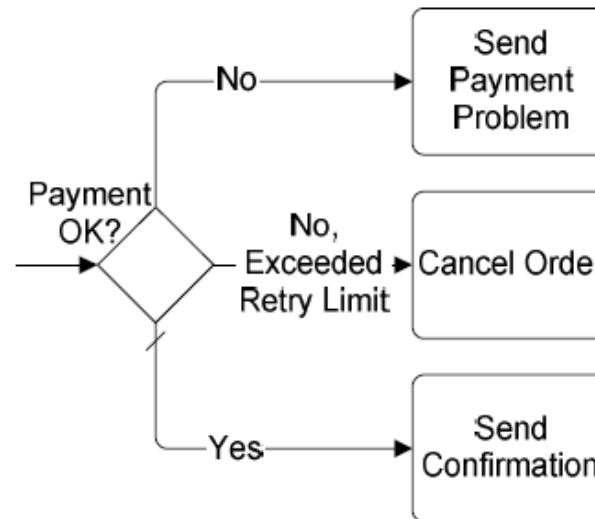 Send
Payment
Problem
No
Payment
OK?
No,
Exceeded
Retry Limit
Cancel Orde
Yes
Send
Confirmation